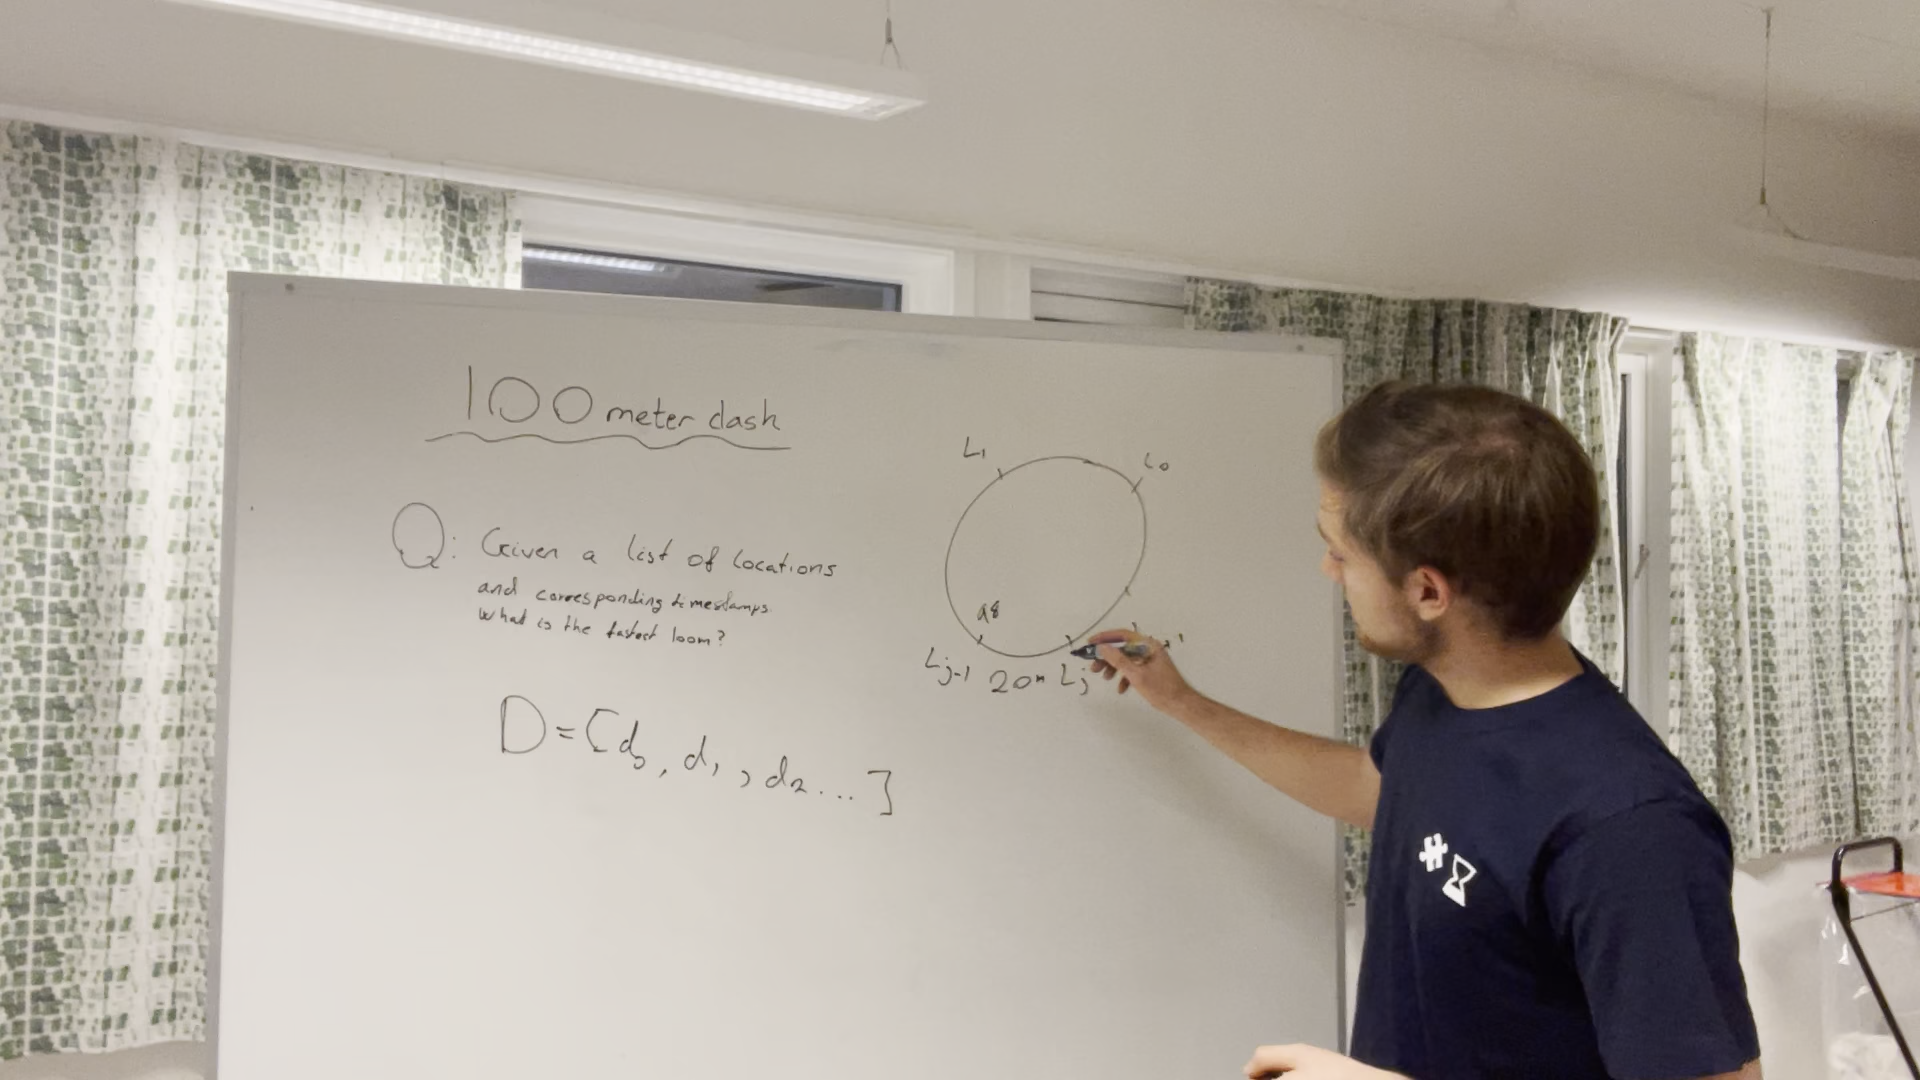 100 meter dash
Q: Given a list of locations
and corresponding timestamps
What is the fastest 100m?
D = [d0, d1, d2 ... ]
L1
L0
98
Lj-1 20m Lj